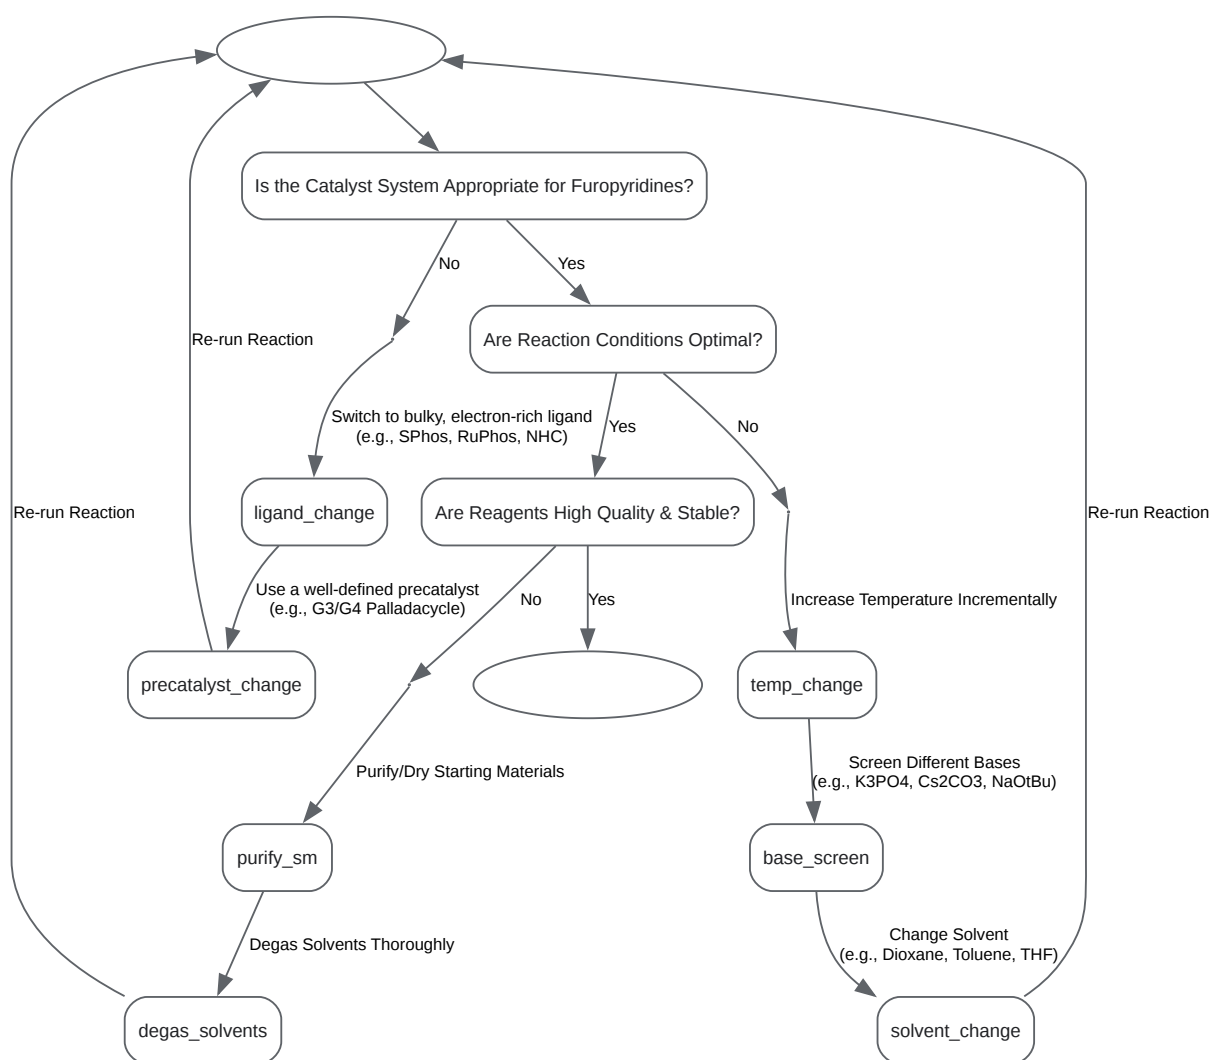 Is the Catalyst System Appropriate for Furopyridines?
No
Yes
Re-run Reaction
Are Reaction Conditions Optimal?
Switch to bulky, electron-rich ligand
(e.g., SPhos, RuPhos, NHC)
Yes
No
Re-run Reaction
ligand_change
Are Reagents High Quality & Stable?
Re-run Reaction
Use a well-defined precatalyst
(e.g., G3/G4 Palladacycle)
No
Yes
Increase Temperature Incrementally
precatalyst_change
temp_change
Purify/Dry Starting Materials
Screen Different Bases
(e.g., K3PO4, Cs2CO3, NaOtBu)
purify_sm
base_screen
Degas Solvents Thoroughly
Change Solvent
(e.g., Dioxane, Toluene, THF)
degas_solvents
solvent_change